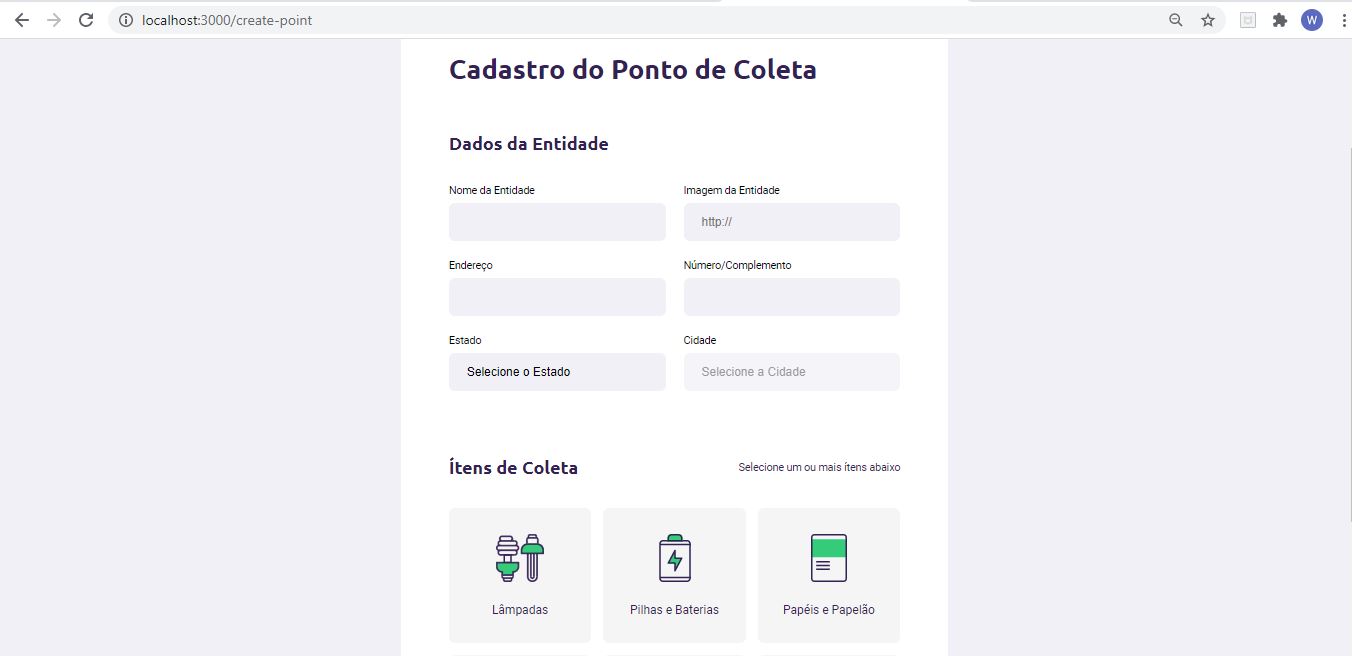 localhost:3000/create-point
W
Cadastro do Ponto de Coleta
Dados da Entidade
Nome da Entidade
Imagem da Entidade
http://
Endereço
Número/Complemento
Estado
Cidade
Selecione o Estado
Selecione a Cidade
Ítens de Coleta
Selecione um ou mais ítens abaixo
Lâmpadas
Pilhas e Baterias
Papéis e Papelão